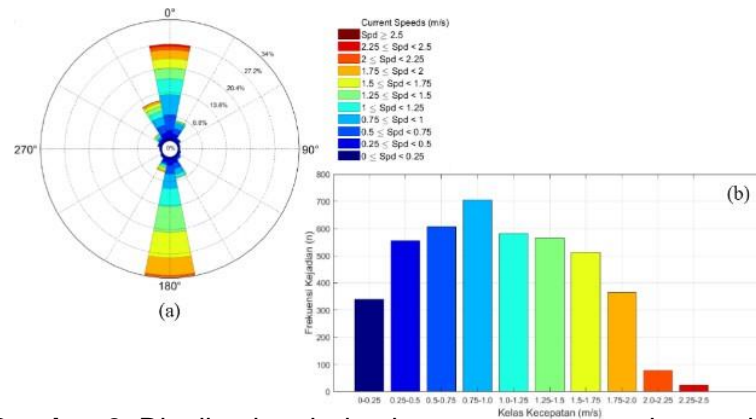 0°
34%
27.2%
20.4%
13.6%
6.8%
0%
270°
90°
180°
(a)
Current Speeds (m/s)
Spd ≥ 2.5
2.25 ≤ Spd < 2.5
2 ≤ Spd < 2.25
1.75 ≤ Spd < 2
1.5 ≤ Spd < 1.75
1.25 ≤ Spd < 1.5
1 ≤ Spd < 1.25
0.75 ≤ Spd < 1
0.5 ≤ Spd < 0.75
0.25 ≤ Spd < 0.5
0 ≤ Spd < 0.25
(b)
Frekuensi Kejadian (n)
800
700
600
500
400
300
200
100
0
0-0.25 0.25-0.5 0.5-0.75 0.75-1.0 1.0-1.25 1.25-1.5 1.5-1.75 1.75-2.0 2.0-2.25 2.25-2.5
Kelas Kecepatan (m/s)